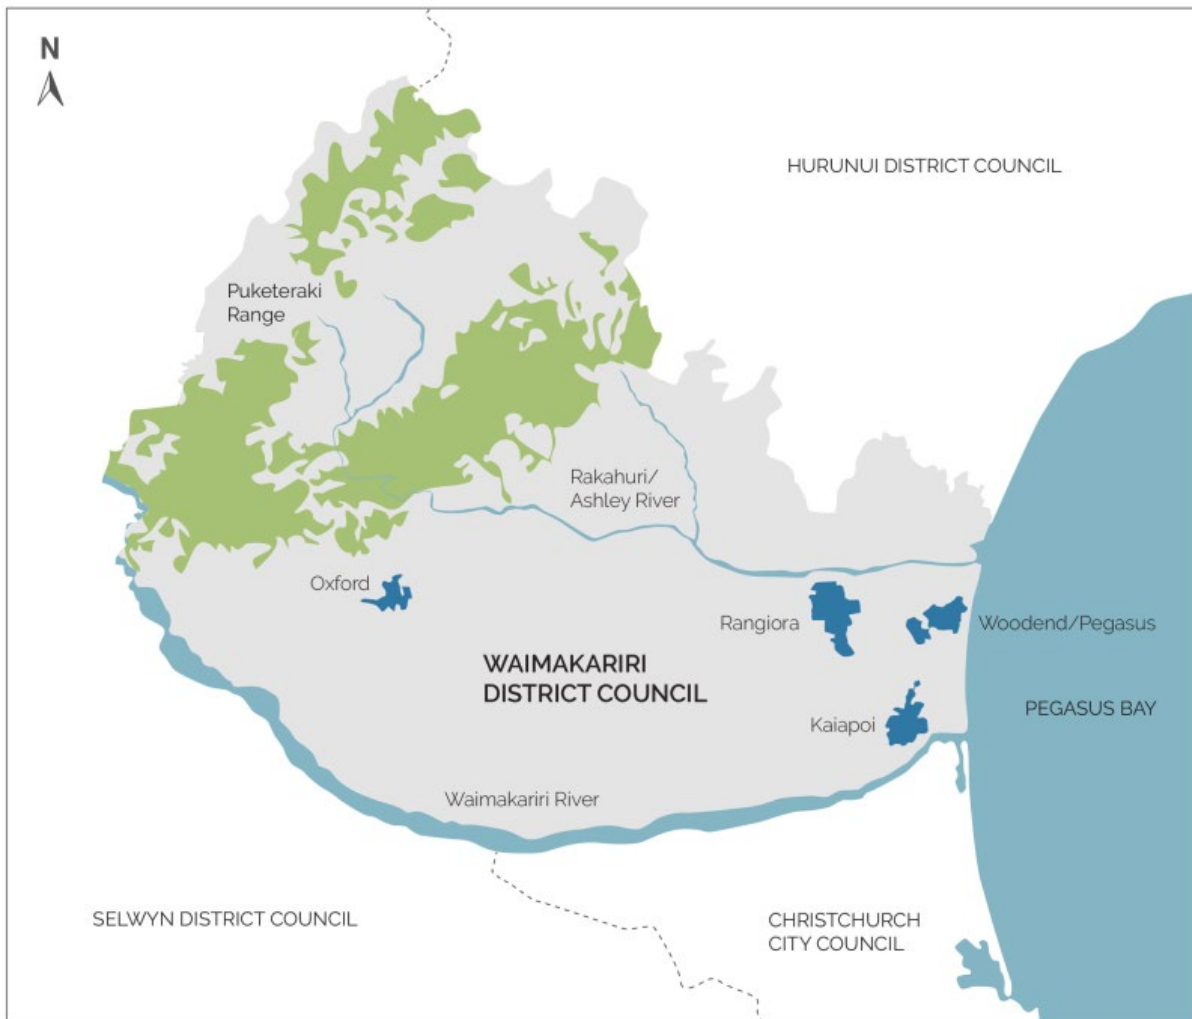 N
HURUNUI DISTRICT COUNCIL
Puketeraki
Range
Rakahuri/
Ashley River
Oxford
Rangiora
Woodend/Pegasus
WAIMAKARIRI
DISTRICT COUNCIL
PEGASUS BAY
Kaiapoi
Waimakariri River
SELWYN DISTRICT COUNCIL
CHRISTCHURCH
CITY COUNCIL